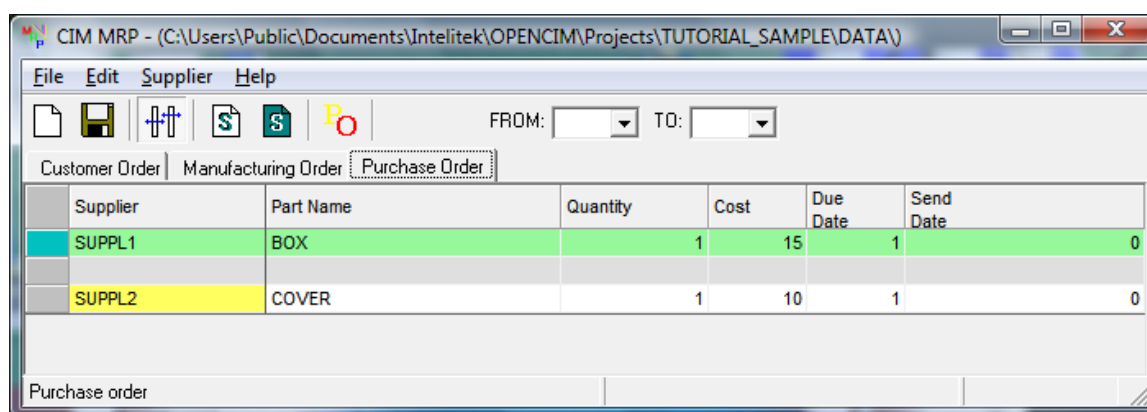 CIM MRP - (C:\Users\Public\Documents\Intelitek\OPENCIM\Projects\TUTORIAL_SAMPLE\DATA\)
File Edit Supplier Help
S S PO FROM: TO:
Customer Order Manufacturing Order Purchase Order
Supplier Part Name Quantity Cost Due Date Send Date
SUPPL1 BOX 1 15 1 0
SUPPL2 COVER 1 10 1 0
Purchase order